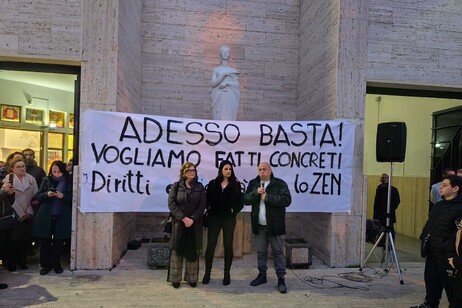 ADESSO BASTA!
VOGLIAMO FATTI CONCRETI
Diritti lo ZEN